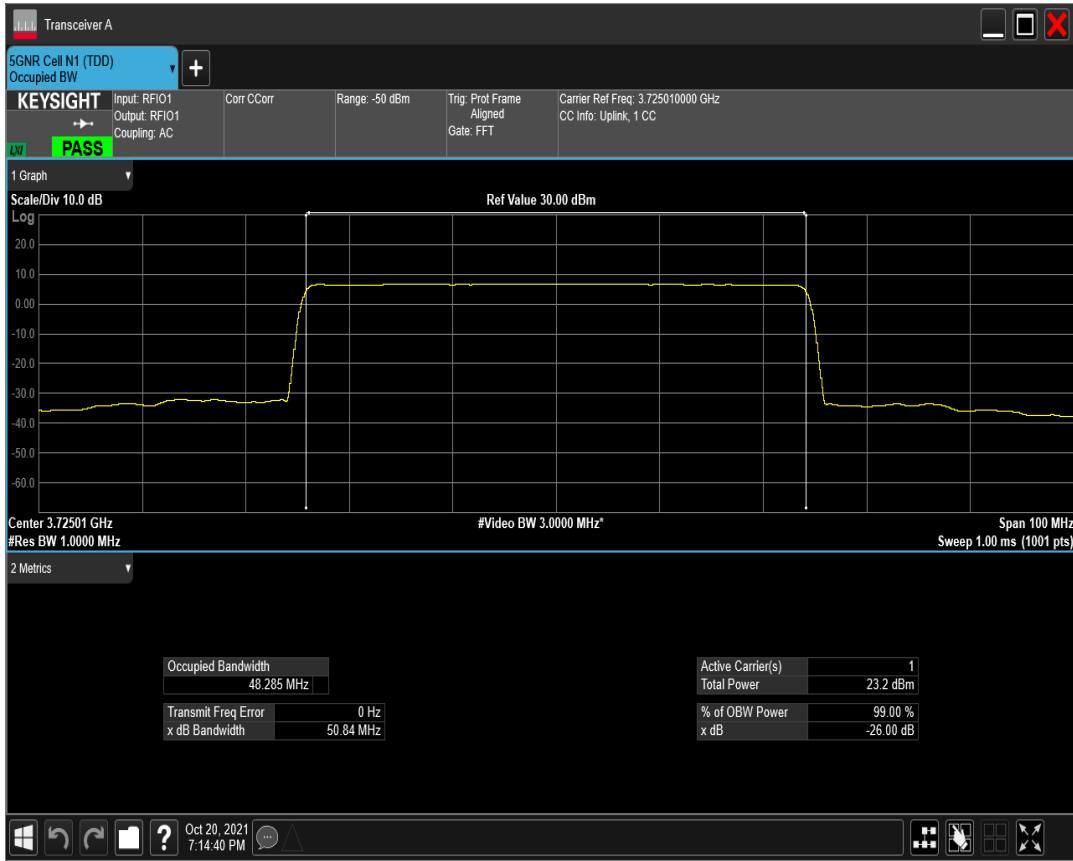 Transceiver A
5GNR Cell N1 (TDD)
Occupied BW
+
KEYSIGHT
LXI
PASS
Input: RFIO1
Output: RFIO1
Coupling: AC
Corr CCorr
Range: -50 dBm
Trig: Prot Frame
Aligned
Gate: FFT
Carrier Ref Freq: 3.725010000 GHz
CC Info: Uplink, 1 CC
1 Graph
Scale/Div 10.0 dB
Ref Value 30.00 dBm
Log
20.0
10.0
0.00
-10.0
-20.0
-30.0
-40.0
-50.0
-60.0
Center 3.72501 GHz
#Video BW 3.0000 MHz*
Span 100 MHz
#Res BW 1.0000 MHz
Sweep 1.00 ms (1001 pts)
2 Metrics
Occupied Bandwidth
48.285 MHz
Transmit Freq Error 0 Hz
x dB Bandwidth 50.84 MHz
Active Carrier(s) 1
Total Power 23.2 dBm
% of OBW Power 99.00 %
x dB -26.00 dB
?
Oct 20, 2021
7:14:40 PM